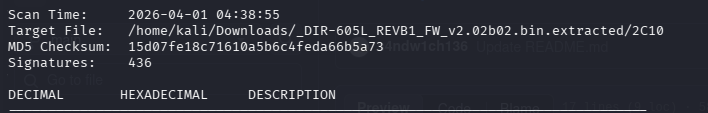 Scan Time:     2026-04-01 04:38:55
Target File:   /home/kali/Downloads/_DIR-605L_REVB1_FW_v2.02b02.bin.extracted/2C10
MD5 Checksum:  15d07fe18c71610a5b6c4feda66b5a73
Signatures:    436
Update README.md
Go to file
DECIMAL       HEXADECIMAL     DESCRIPTION
Preview Code Blame